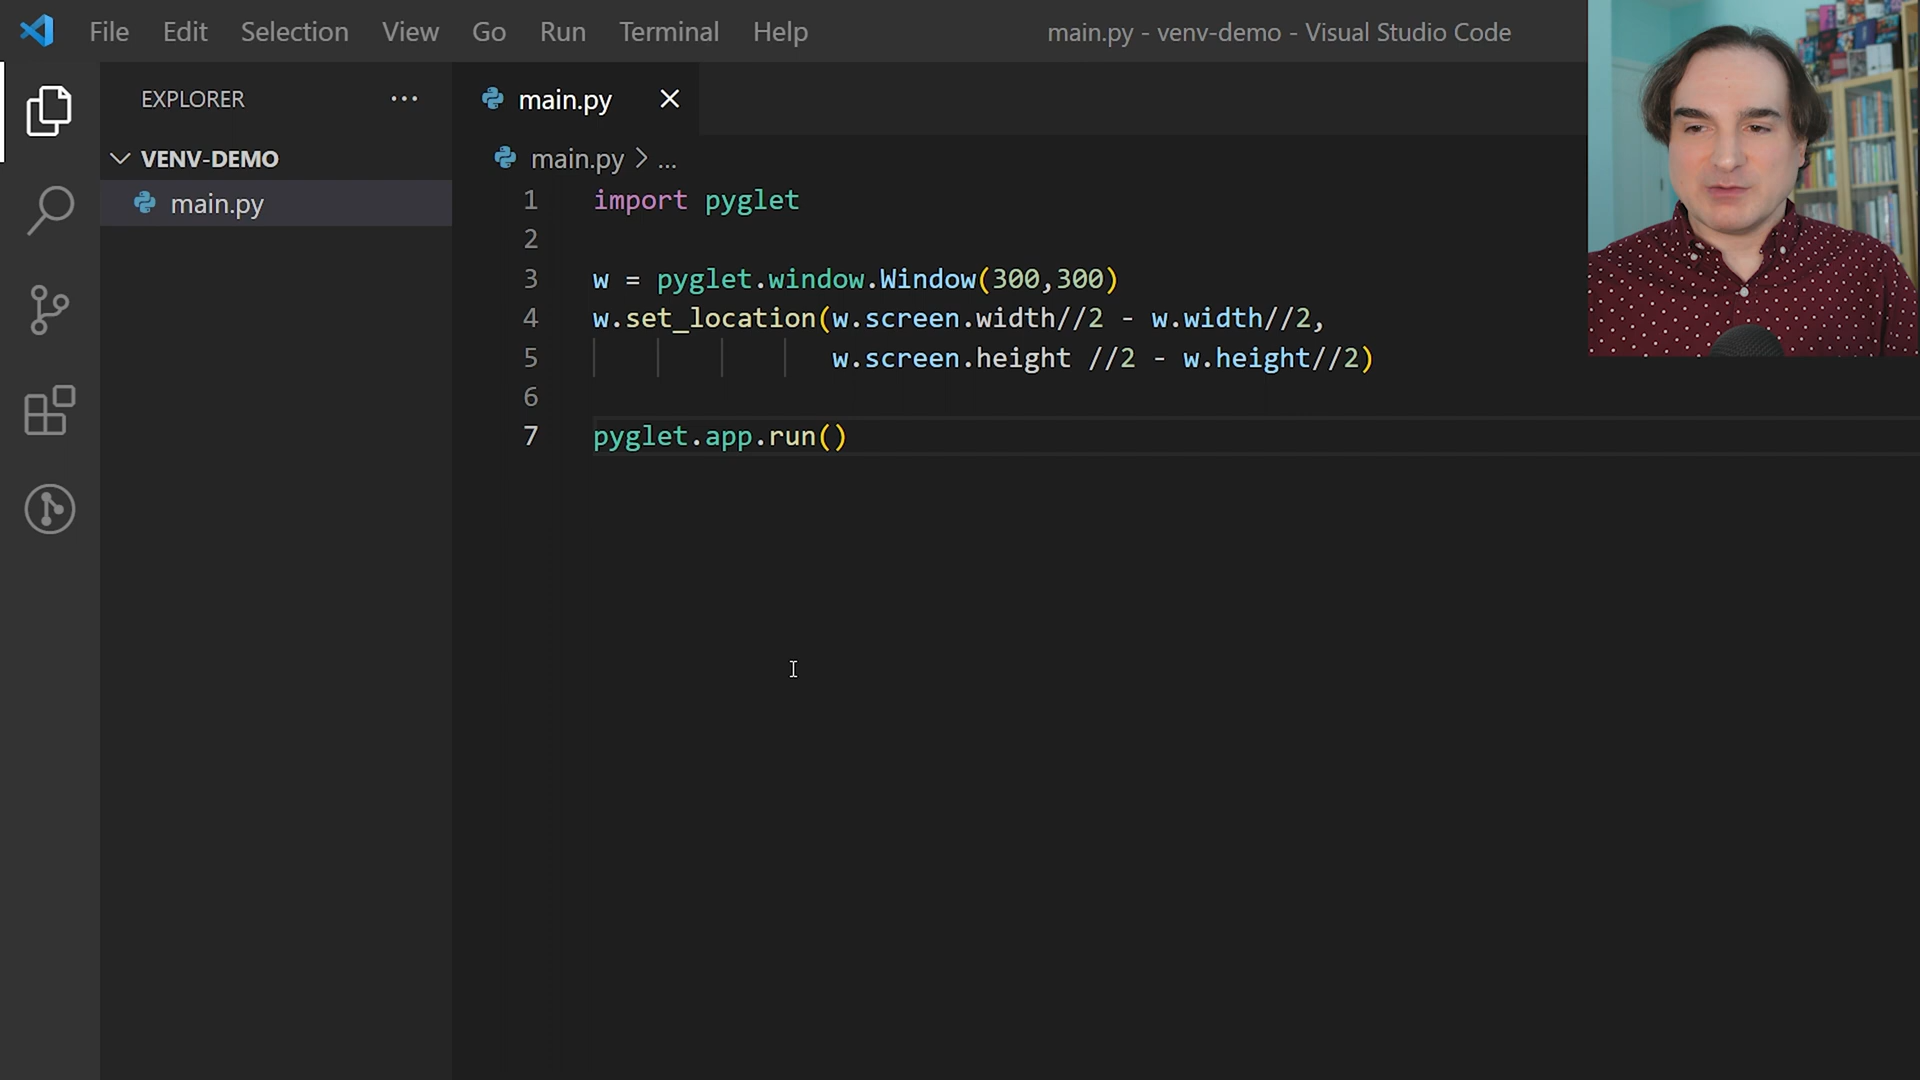 File Edit Selection View Go Run Terminal Help
main.py - venv-demo - Visual Studio Code
EXPLORER ...
VENV-DEMO
main.py
main.py
main.py > ...
1 import pyglet
2
3 w = pyglet.window.Window(300,300)
4 w.set_location(w.screen.width//2 - w.width//2,
5 w.screen.height //2 - w.height//2)
6
7 pyglet.app.run()